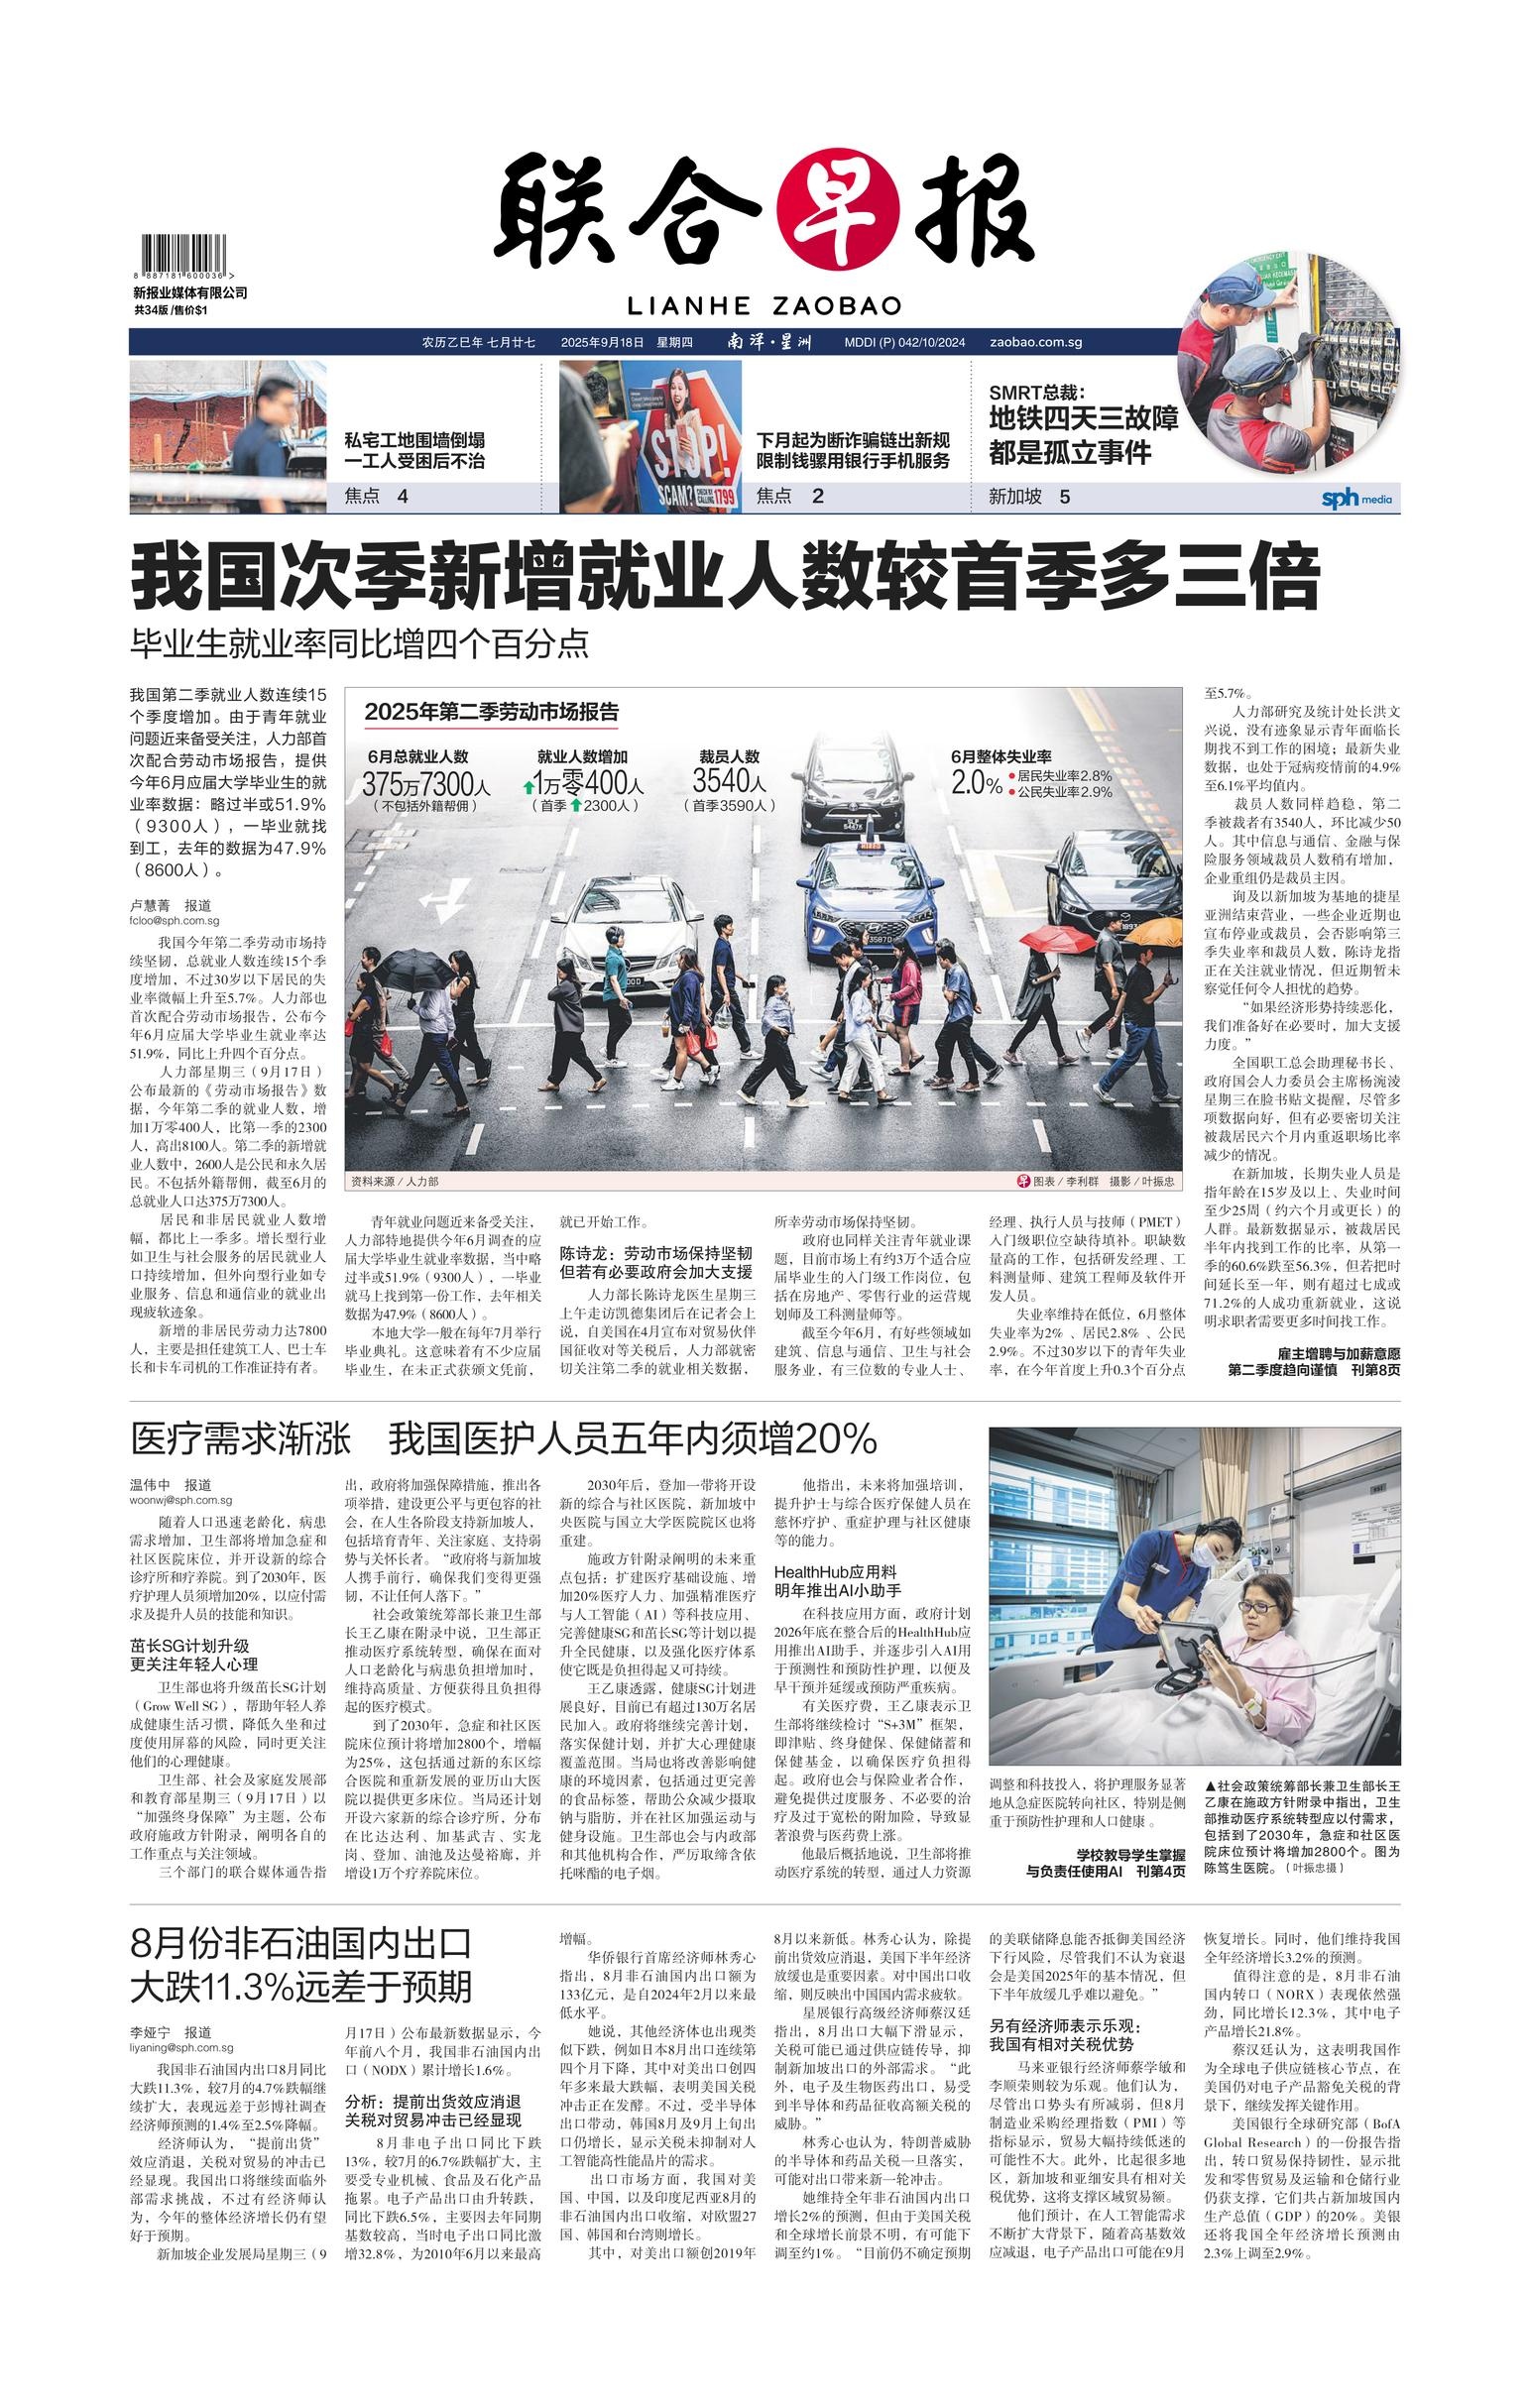 联合早报
LIANHE ZAOBAO
8 887181 600036 >
新报业媒体有限公司
共34版 /售价$1
农历乙巳年 七月廿七 2025年9月18日 星期四 南洋·星洲 MDDI (P) 042/10/2024 zaobao.com.sg
私宅工地围墙倒塌
一工人受困后不治
焦点 4
STOP!
SCAM?
CHECK BY
CALLING
1799
下月起为断诈骗链出新规
限制钱骡用银行手机服务
焦点 2
SMRT总裁：
地铁四天三故障
都是孤立事件
新加坡 5
sph media
我国次季新增就业人数较首季多三倍
毕业生就业率同比增四个百分点
我国第二季就业人数连续15
个季度增加。由于青年就业
问题近来备受关注，人力部首
次配合劳动市场报告，提供
今年6月应届大学毕业生的就
业率数据：略过半或51.9%
（9300人），一毕业就找
到工，去年的数据为47.9%
（8600人）。
卢慧菁 报道
fcloo@sph.com.sg
我国今年第二季劳动市场持
续坚韧，总就业人数连续15个季
度增加，不过30岁以下居民的失
业率微幅上升至5.7%。人力部也
首次配合劳动市场报告，公布今
年6月应届大学毕业生就业率达
51.9%，同比上升四个百分点。
人力部星期三（9月17日）
公布最新的《劳动市场报告》数
据，今年第二季的就业人数，增
加1万零400人，比第一季的2300
人，高出8100人。第二季的新增就
业人数中，2600人是公民和永久居
民。不包括外籍帮佣，截至6月的
总就业人口达375万7300人。
居民和非居民就业人数增
幅，都比上一季多。增长型行业
如卫生与社会服务的居民就业人
口持续增加，但外向型行业如专
业服务、信息和通信业的就业出
现疲软迹象。
新增的非居民劳动力达7800
人，主要是担任建筑工人、巴士车
长和卡车司机的工作准证持有者。
2025年第二季劳动市场报告
6月总就业人数
375万7300人
（不包括外籍帮佣）
就业人数增加
1万零400人
（首季 2300人）
裁员人数
3540人
（首季3590人）
6月整体失业率
2.0%
居民失业率2.8%
公民失业率2.9%
资料来源／人力部
早 图表／李利群 摄影／叶振忠
青年就业问题近来备受关注，
人力部特地提供今年6月调查的应
届大学毕业生就业率数据，当中略
过半或51.9%（9300人），一毕业
就马上找到第一份工作，去年相关
数据为47.9%（8600人）。
本地大学一般在每年7月举行
毕业典礼。这意味着有不少应届
毕业生，在未正式获颁文凭前，
就已开始工作。
陈诗龙：劳动市场保持坚韧
但若有必要政府会加大支援
人力部长陈诗龙医生星期三
上午走访凯德集团后在记者会上
说，自美国在4月宣布对贸易伙伴
国征收对等关税后，人力部就密
切关注第二季的就业相关数据，
所幸劳动市场保持坚韧。
政府也同样关注青年就业课
题，目前市场上有约3万个适合应
届毕业生的入门级工作岗位，包
括在房地产、零售行业的运营规
划师及工科测量师等。
截至今年6月，有好些领域如
建筑、信息与通信、卫生与社会
服务业，有三位数的专业人士、
经理、执行人员与技师（PMET）
入门级职位空缺待填补。职缺数
量高的工作，包括研发经理、工
料测量师、建筑工程师及软件开
发人员。
失业率维持在低位，6月整体
失业率为2% 、居民2.8% 、公民
2.9%。不过30岁以下的青年失业
率，在今年首度上升0.3个百分点
至5.7%。
人力部研究及统计处长洪文
兴说，没有迹象显示青年面临长
期找不到工作的困境；最新失业
数据，也处于冠病疫情前的4.9%
至6.1%平均值内。
裁员人数同样趋稳，第二
季被裁者有3540人，环比减少50
人。其中信息与通信、金融与保
险服务领域裁员人数稍有增加，
企业重组仍是裁员主因。
询及以新加坡为基地的捷星
亚洲结束营业，一些企业近期也
宣布停业或裁员，会否影响第三
季失业率和裁员人数，陈诗龙指
正在关注就业情况，但近期暂未
察觉任何令人担忧的趋势。
“如果经济形势持续恶化，
我们准备好在必要时，加大支援
力度。”
全国职工总会助理秘书长、
政府国会人力委员会主席杨涴凌
星期三在脸书贴文提醒，尽管多
项数据向好，但有必要密切关注
被裁居民六个月内重返职场比率
减少的情况。
在新加坡，长期失业人员是
指年龄在15岁及以上、失业时间
至少25周（约六个月或更长）的
人群。最新数据显示，被裁居民
半年内找到工作的比率，从第一
季的60.6%跌至56.3%，但若把时
间延长至一年，则有超过七成或
71.2%的人成功重新就业，这说
明求职者需要更多时间找工作。
雇主增聘与加薪意愿
第二季度趋向谨慎 刊第8页
医疗需求渐涨 我国医护人员五年内须增20%
温伟中 报道
woonwj@sph.com.sg
随着人口迅速老龄化，病患
需求增加，卫生部将增加急症和
社区医院床位，并开设新的综合
诊疗所和疗养院。到了2030年，医
疗护理人员须增加20%，以应付需
求及提升人员的技能和知识。
茁长SG计划升级
更关注年轻人心理
卫生部也将升级茁长SG计划
（Grow Well SG），帮助年轻人养
成健康生活习惯，降低久坐和过
度使用屏幕的风险，同时更关注
他们的心理健康。
卫生部、社会及家庭发展部
和教育部星期三（9月17日）以
“加强终身保障”为主题，公布
政府施政方针附录，阐明各自的
工作重点与关注领域。
三个部门的联合媒体通告指
出，政府将加强保障措施，推出各
项举措，建设更公平与更包容的社
会，在人生各阶段支持新加坡人，
包括培育青年、关注家庭、支持弱
势与关怀长者。“政府将与新加坡
人携手前行，确保我们变得更强
韧，不让任何人落下。”
社会政策统筹部长兼卫生部
长王乙康在附录中说，卫生部正
推动医疗系统转型，确保在面对
人口老龄化与病患负担增加时，
维持高质量、方便获得且负担得
起的医疗模式。
到了2030年，急症和社区医
院床位预计将增加2800个，增幅
为25%，这包括通过新的东区综
合医院和重新发展的亚历山大医
院以提供更多床位。当局还计划
开设六家新的综合诊疗所，分布
在比达达利、加基武吉、实龙
岗、登加、油池及达曼裕廊，并
增设1万个疗养院床位。
2030年后，登加一带将开设
新的综合与社区医院，新加坡中
央医院与国立大学医院院区也将
重建。
施政方针附录阐明的未来重
点包括：扩建医疗基础设施、增
加20%医疗人力、加强精准医疗
与人工智能（AI）等科技应用、
完善健康SG和茁长SG等计划以提
升全民健康，以及强化医疗体系
使它既是负担得起又可持续。
王乙康透露，健康SG计划进
展良好，目前已有超过130万名居
民加入。政府将继续完善计划，
落实保健计划，并扩大心理健康
覆盖范围。当局也将改善影响健
康的环境因素，包括通过更完善
的食品标签，帮助公众减少摄取
钠与脂肪，并在社区加强运动与
健身设施。卫生部也会与内政部
和其他机构合作，严厉取缔含依
托咪酯的电子烟。
他指出，未来将加强培训，
提升护士与综合医疗保健人员在
慈怀疗护、重症护理与社区健康
等的能力。
HealthHub应用料
明年推出AI小助手
在科技应用方面，政府计划
2026年底在整合后的HealthHub应
用推出AI助手，并逐步引入AI用
于预测性和预防性护理，以便及
早干预并延缓或预防严重疾病。
有关医疗费，王乙康表示卫
生部将继续检讨“S+3M”框架，
即津贴、终身健保、保健储蓄和
保健基金，以确保医疗负担得
起。政府也会与保险业者合作，
避免提供过度服务、不必要的治
疗及过于宽松的附加险，导致显
著浪费与医药费上涨。
他最后概括地说，卫生部将推
动医疗系统的转型，通过人力资源
调整和科技投入，将护理服务显著
地从急症医院转向社区，特别是侧
重于预防性护理和人口健康 。
学校教导学生掌握
与负责任使用AI 刊第4页
▲社会政策统筹部长兼卫生部长王
乙康在施政方针附录中指出，卫生
部推动医疗系统转型应以付需求，
包括到了2030年，急症和社区医
院床位预计将增加2800个。图为
陈笃生医院。（叶振忠摄）
8月份非石油国内出口
大跌11.3%远差于预期
李娅宁 报道
liyaning@sph.com.sg
我国非石油国内出口8月同比
大跌11.3%，较7月的4.7%跌幅继
续扩大，表现远差于彭博社调查
经济师预测的1.4%至2.5%降幅。
经济师认为，“提前出货”
效应消退，关税对贸易的冲击已
经显现。我国出口将继续面临外
部需求挑战，不过有经济师认
为，今年的整体经济增长仍有望
好于预期。
新加坡企业发展局星期三（9
月17日）公布最新数据显示，今
年前八个月，我国非石油国内出
口（NODX）累计增长1.6%。
分析：提前出货效应消退
关税对贸易冲击已经显现
8月非电子出口同比下跌
13%，较7月的6.7%跌幅扩大，主
要受专业机械、食品及石化产品
拖累。电子产品出口由升转跌，
同比下跌6.5%，主要因去年同期
基数较高，当时电子出口同比激
增32.8%，为2010年6月以来最高
增幅。
华侨银行首席经济师林秀心
指出，8月非石油国内出口额为
133亿元，是自2024年2月以来最
低水平。
她说，其他经济体也出现类
似下跌，例如日本8月出口连续第
四个月下降，其中对美出口创四
年多来最大跌幅，表明美国关税
冲击正在发酵。不过，受半导体
出口带动，韩国8月及9月上旬出
口仍增长，显示关税未抑制对人
工智能高性能晶片的需求。
出口市场方面，我国对美
国、中国，以及印度尼西亚8月的
非石油国内出口收缩，对欧盟27
国、韩国和台湾则增长。
其中，对美出口额创2019年
8月以来新低。林秀心认为，除提
前出货效应消退，美国下半年经济
放缓也是重要因素。对中国出口收
缩，则反映出中国国内需求疲软。
星展银行高级经济师蔡汉廷
指出，8月出口大幅下滑显示，
关税可能已通过供应链传导，抑
制新加坡出口的外部需求。“此
外，电子及生物医药出口，易受
到半导体和药品征收高额关税的
威胁。”
林秀心也认为，特朗普威胁
的半导体和药品关税一旦落实，
可能对出口带来新一轮冲击。
她维持全年非石油国内出口
增长2%的预测，但由于美国关税
和全球增长前景不明，有可能下
调至约1%。“目前仍不确定预期
的美联储降息能否抵御美国经济
下行风险，尽管我们不认为衰退
会是美国2025年的基本情况，但
下半年放缓几乎难以避免。”
另有经济师表示乐观：
我国有相对关税优势
马来亚银行经济师蔡学敏和
李顺荣则较为乐观。他们认为，
尽管出口势头有所减弱，但8月
制造业采购经理指数（PMI）等
指标显示，贸易大幅持续低迷的
可能性不大。此外，比起很多地
区，新加坡和亚细安具有相对关
税优势，这将支撑区域贸易额。
他们预计，在人工智能需求
不断扩大背景下，随着高基数效
应减退，电子产品出口可能在9月
恢复增长。同时，他们维持我国
全年经济增长3.2%的预测。
值得注意的是，8月非石油
国内转口（NORX）表现依然强
劲，同比增长12.3%，其中电子
产品增长21.8%。
蔡汉廷认为，这表明我国作
为全球电子供应链核心节点，在
美国仍对电子产品豁免关税的背
景下，继续发挥关键作用。
美国银行全球研究部（BofA
Global Research）的一份报告指
出，转口贸易保持韧性，显示批
发和零售贸易及运输和仓储行业
仍获支撑，它们共占新加坡国内
生产总值（GDP）的20%。美银
还将我国全年经济增长预测由
2.3%上调至2.9%。